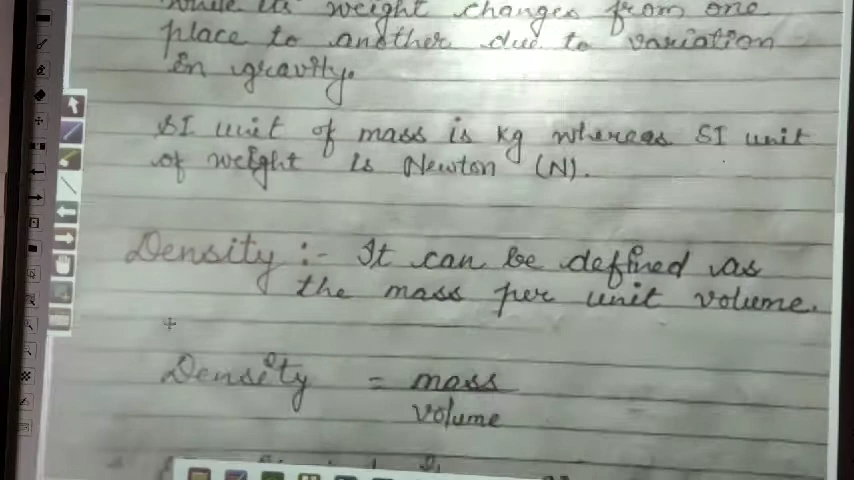 while its weight changes from one
place to another due to variation
in gravity.
SI unit of mass is kg whereas SI unit
of weight is Newton (N).
Density :- It can be defined as
the mass per unit volume.
Density = mass
volume